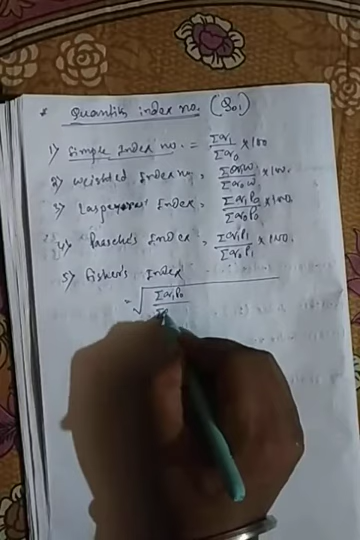 * Quantity index no. (Q01)
1) Simple Index no. = Σq1/Σq0 × 100
2) Weighted Index no, = Σq1w/Σq0w × 100.
3) Laspeyres' Index, = Σq1P0/Σq0P0 × 100.
4) Paasche's Index, = Σq1P1/Σq0P1 × 100.
5) Fisher's Index
= √ Σq1P0/Σ